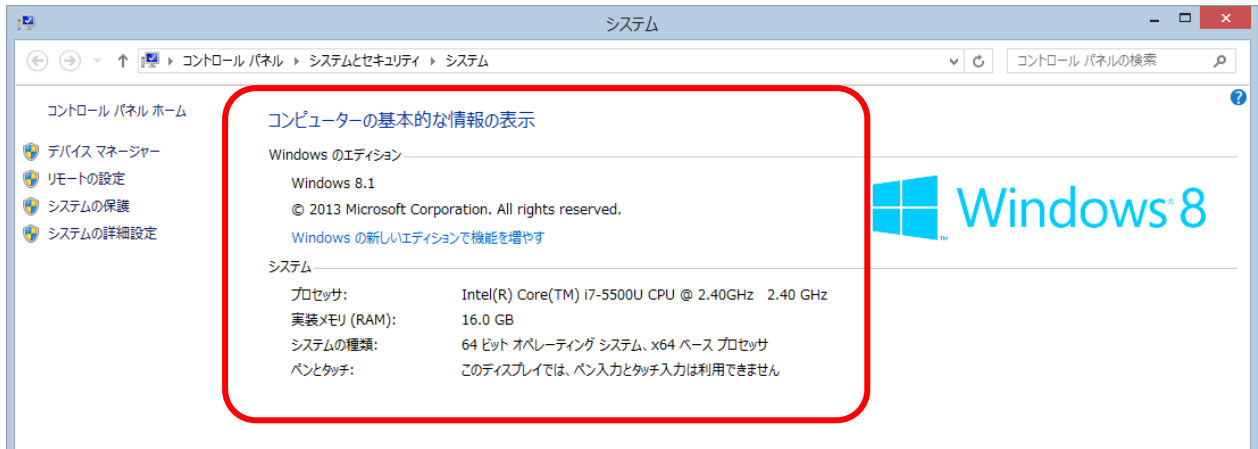 システム
コントロール パネル ▸ システムとセキュリティ ▸ システム
コントロール パネルの検索
コントロール パネル ホーム
デバイス マネージャー
リモートの設定
システムの保護
システムの詳細設定
コンピューターの基本的な情報の表示
Windows のエディション
Windows 8.1
© 2013 Microsoft Corporation. All rights reserved.
Windows の新しいエディションで機能を増やす
Windows® 8
システム
プロセッサ: Intel(R) Core(TM) i7-5500U CPU @ 2.40GHz 2.40 GHz
実装メモリ (RAM): 16.0 GB
システムの種類: 64 ビット オペレーティング システム、x64 ベース プロセッサ
ペンとタッチ: このディスプレイでは、ペン入力とタッチ入力は利用できません